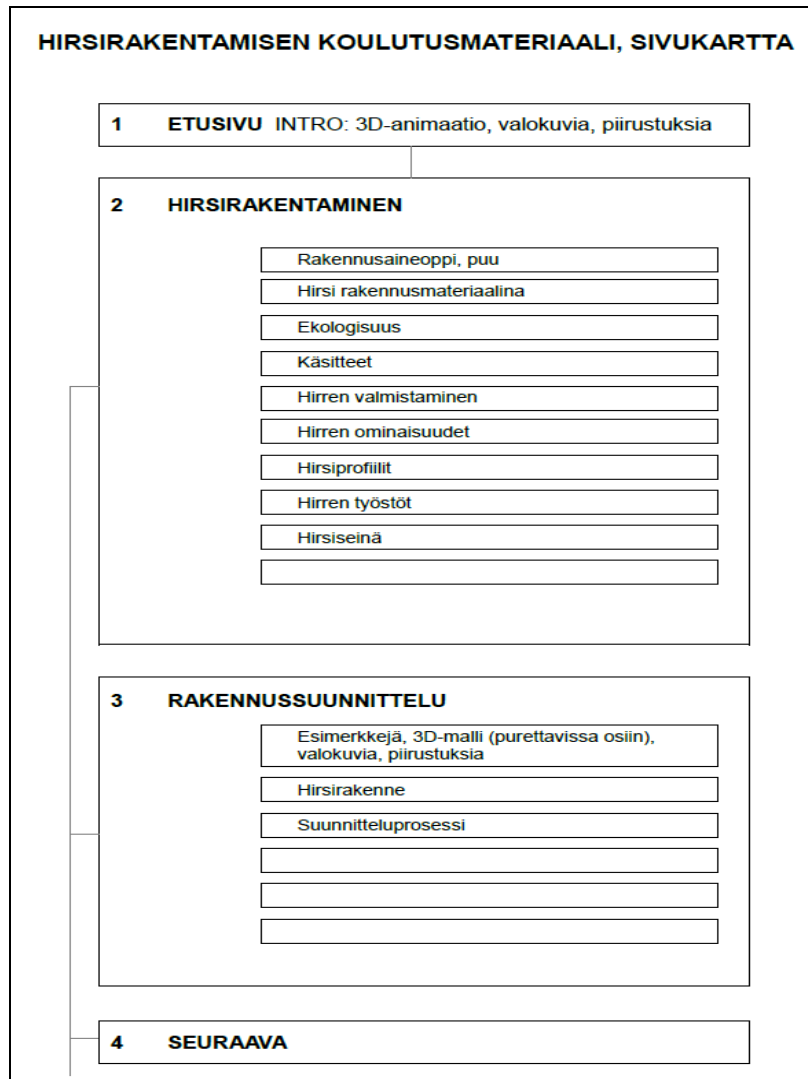 HIRSIRAKENTAMISEN KOULUTUSMATERIAALI, SIVUKARTTA
1 ETUSIVU INTRO: 3D-animaatio, valokuvia, piirustuksia
2 HIRSIRAKENTAMINEN
Rakennusaineoppi, puu
Hirsi rakennusmateriaalina
Ekologisuus
Käsitteet
Hirren valmistaminen
Hirren ominaisuudet
Hirsiprofiilit
Hirren työstöt
Hirsiseinä
3 RAKENNUSSUUNNITTELU
Esimerkkejä, 3D-malli (purettavissa osiin),
valokuvia, piirustuksia
Hirsirakenne
Suunnitteluprosessi
4 SEURAAVA